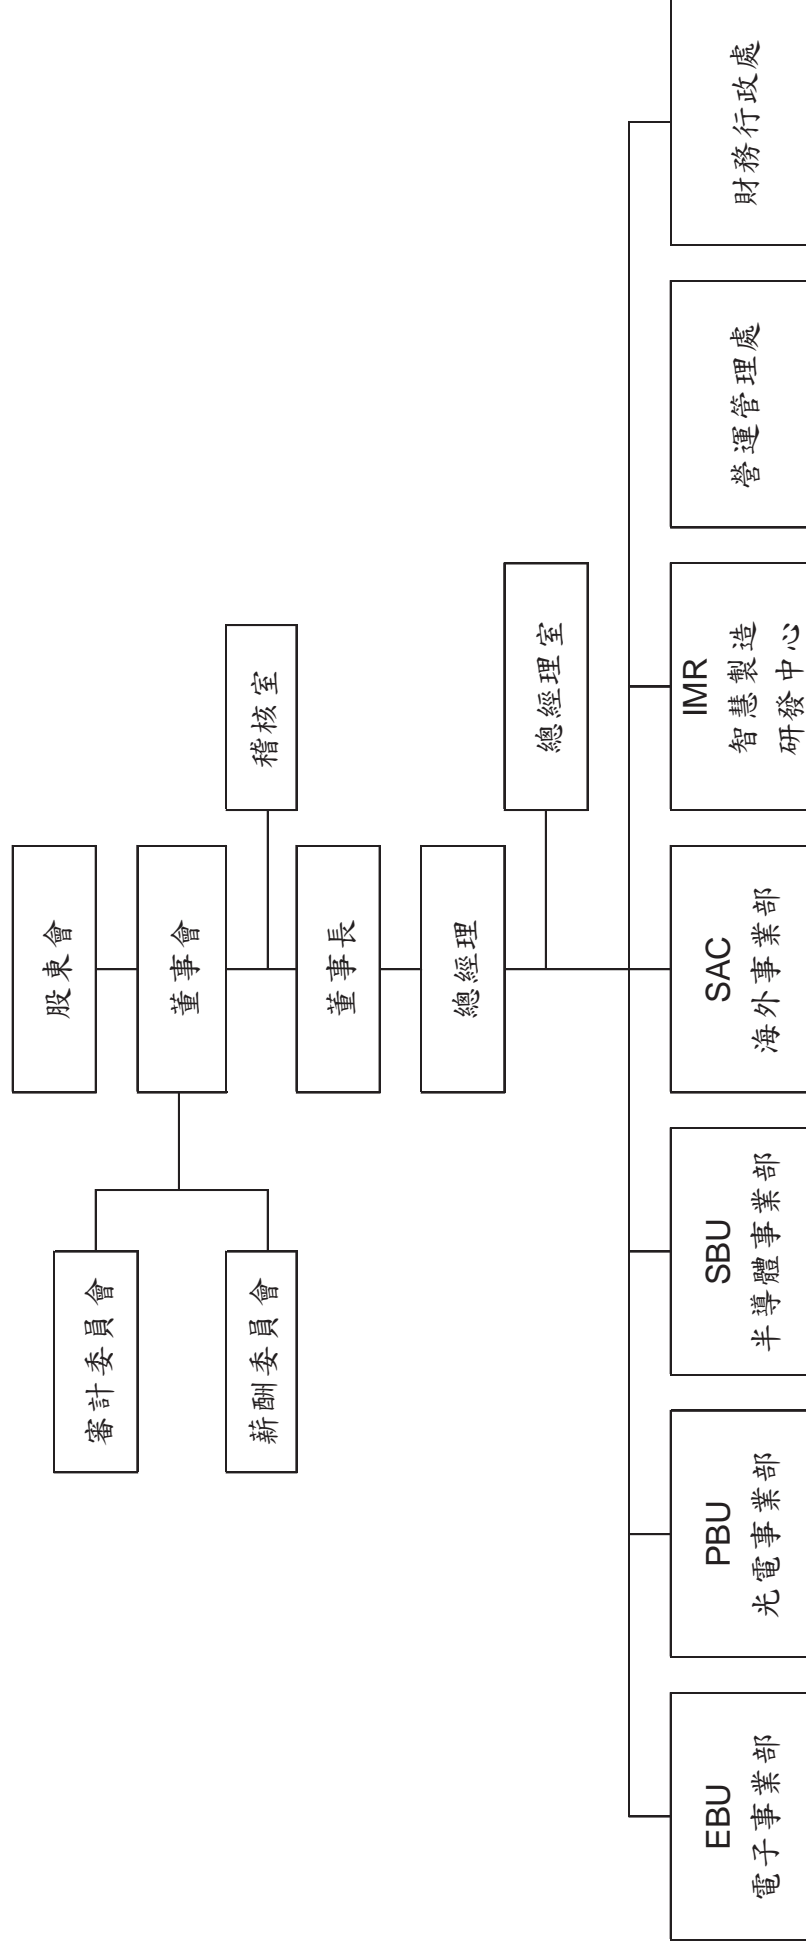 股東會
審計委員會
董事會
薪酬委員會
稽核室
董事長
總經理
總經理室
EBU
電子事業部
PBU
光電事業部
SBU
半導體事業部
SAC
海外事業部
IMR
智慧製造
研發中心
營運管理處
財務行政處